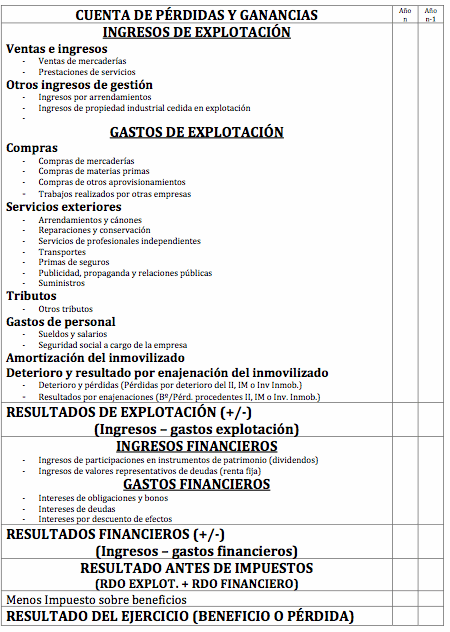 CUENTA DE PÉRDIDAS Y GANANCIAS
Año n
Año n-1
INGRESOS DE EXPLOTACIÓN
Ventas e ingresos
- Ventas de mercaderías
- Prestaciones de servicios
Otros ingresos de gestión
- Ingresos por arrendamientos
- Ingresos de propiedad industrial cedida en explotación
-
GASTOS DE EXPLOTACIÓN
Compras
- Compras de mercaderías
- Compras de materias primas
- Compras de otros aprovisionamientos
- Trabajos realizados por otras empresas
Servicios exteriores
- Arrendamientos y cánones
- Reparaciones y conservación
- Servicios de profesionales independientes
- Transportes
- Primas de seguros
- Publicidad, propaganda y relaciones públicas
- Suministros
Tributos
- Otros tributos
Gastos de personal
- Sueldos y salarios
- Seguridad social a cargo de la empresa
Amortización del inmovilizado
Deterioro y resultado por enajenación del inmovilizado
- Deterioro y pérdidas (Pérdidas por deterioro del II, IM o Inv Inmob.)
- Resultados por enajenaciones (Bº/Pérd. procedentes II, IM o Inv. Inmob.)
RESULTADOS DE EXPLOTACIÓN (+/-)
(Ingresos – gastos explotación)
INGRESOS FINANCIEROS
- Ingresos de participaciones en instrumentos de patrimonio (dividendos)
- Ingresos de valores representativos de deudas (renta fija)
GASTOS FINANCIEROS
- Intereses de obligaciones y bonos
- Intereses de deudas
- Intereses por descuento de efectos
RESULTADOS FINANCIEROS (+/-)
(Ingresos – gastos financieros)
RESULTADO ANTES DE IMPUESTOS
(RDO EXPLOT. + RDO FINANCIERO)
Menos Impuesto sobre beneficios
RESULTADO DEL EJERCICIO (BENEFICIO O PÉRDIDA)